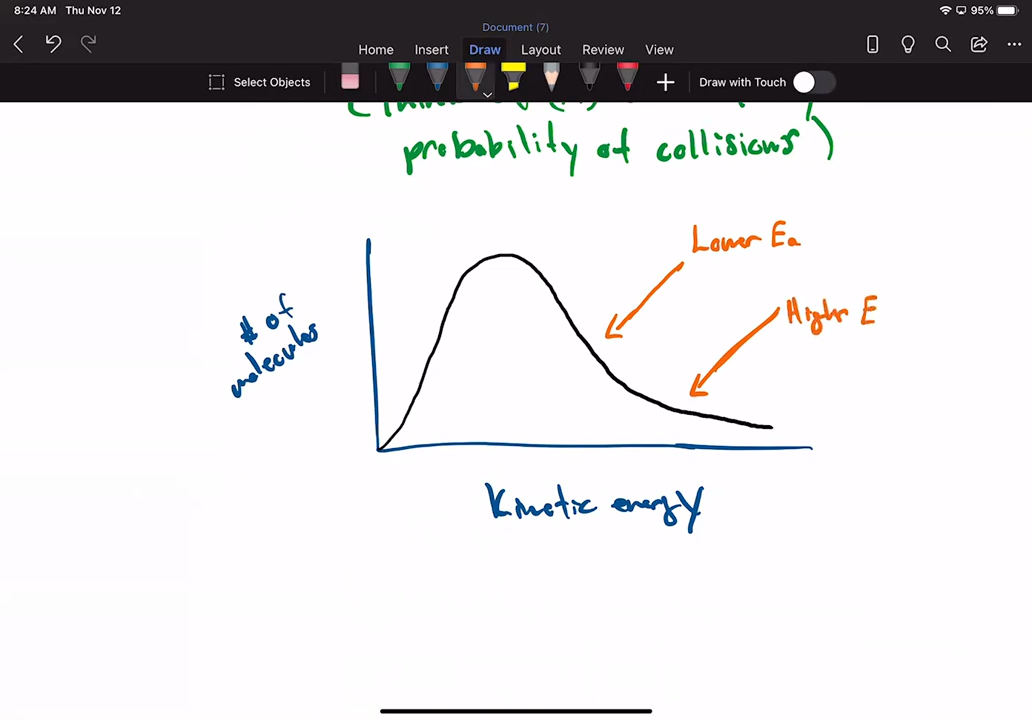 8:24 AM Thu Nov 12
95%
Document (7)
Home Insert Draw Layout Review View
Select Objects
Draw with Touch
probability of collisions)
Lower Ea
High E
# of
molecules
Kinetic energy